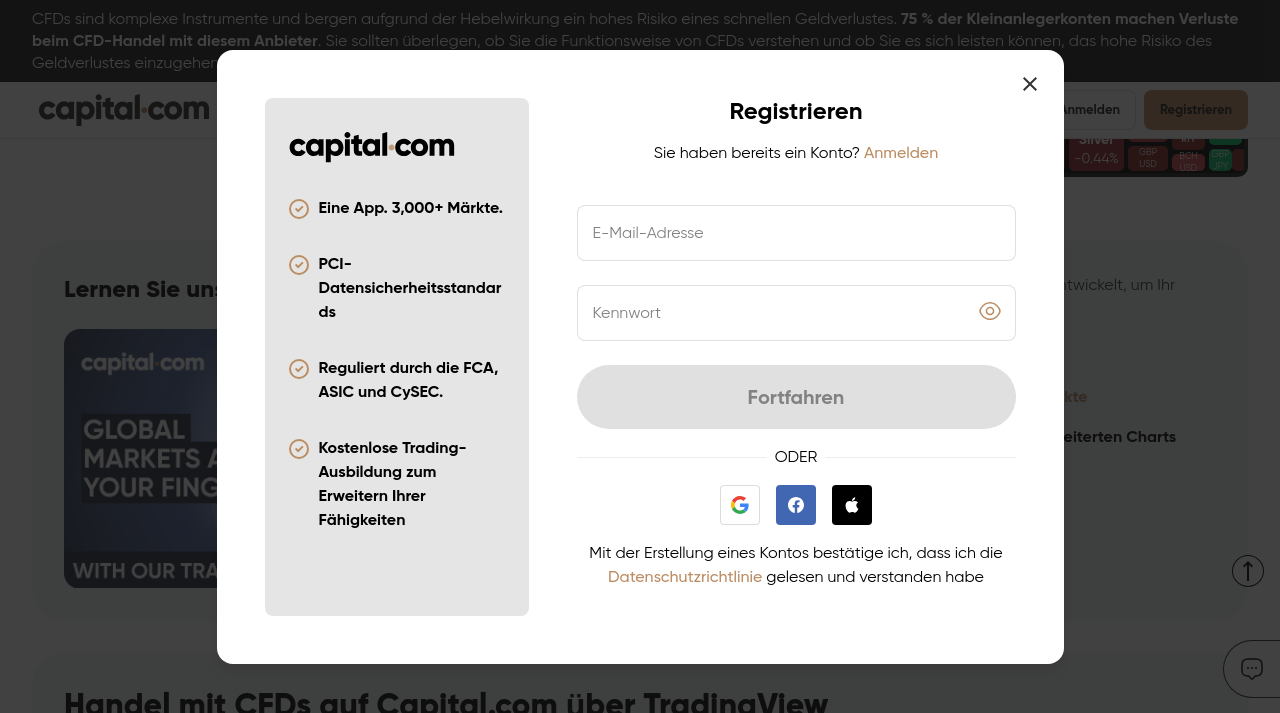 CFDs sind komplexe Instrumente und bergen aufgrund der Hebelwirkung ein hohes Risiko eines schnellen Geldverlustes. 75 % der Kleinanlegerkonten machen Verluste
beim CFD-Handel mit diesem Anbieter. Sie sollten überlegen, ob Sie die Funktionsweise von CFDs verstehen und ob Sie es sich leisten können, das hohe Risiko des
Geldverlustes einzugehen
capital.com
Anmelden
Registrieren
Silver
-0.44%
GBP
USD
BCH
USD
GBP
JPY
Lernen Sie uns
ntwickelt, um Ihr
capital.com
GLOBAL
MARKETS A
YOUR FING
WITH OUR TRA
kte
eiterten Charts
capital.com
Eine App. 3,000+ Märkte.
PCI-
Datensicherheitsstandar
ds
Reguliert durch die FCA,
ASIC und CySEC.
Kostenlose Trading-
Ausbildung zum
Erweitern Ihrer
Fähigkeiten
Registrieren
Sie haben bereits ein Konto? Anmelden
E-Mail-Adresse
Kennwort
Fortfahren
ODER
Mit der Erstellung eines Kontos bestätige ich, dass ich die
Datenschutzrichtlinie gelesen und verstanden habe
Handel mit CFDs auf Capital.com über TradingView